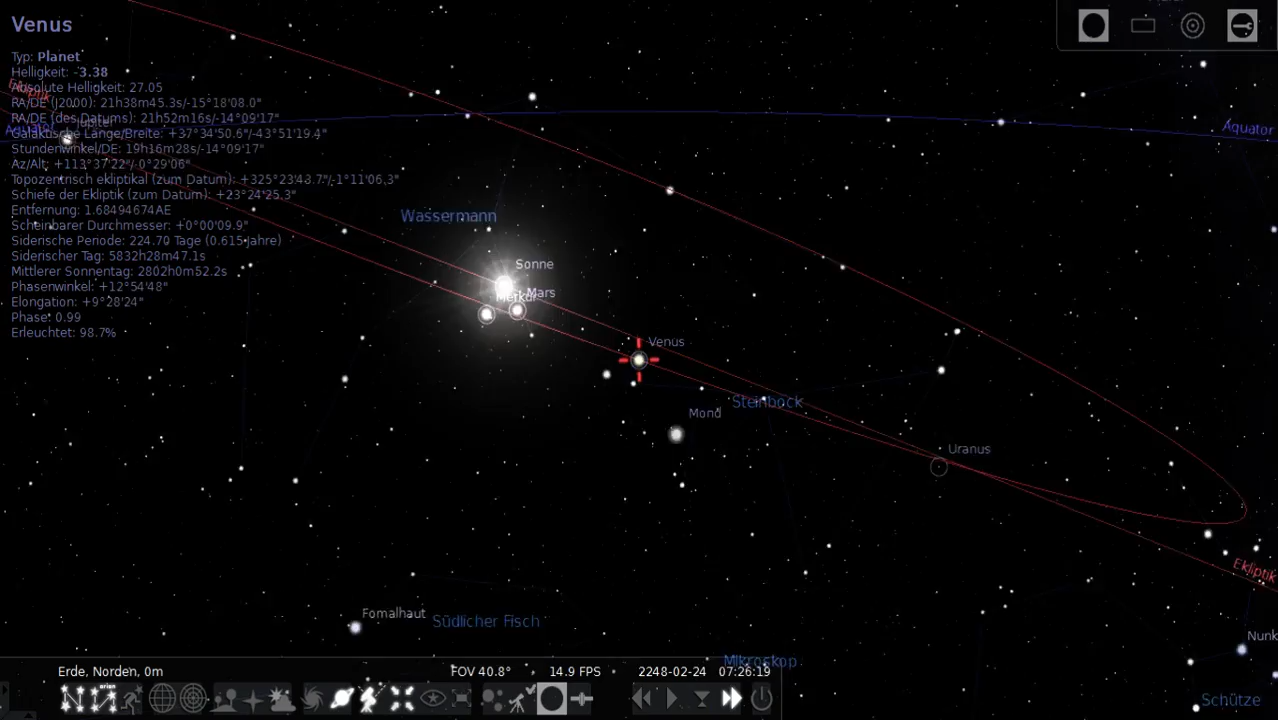 Venus
Typ: Planet
Helligkeit: -3.38
Absolute Helligkeit: 27.05
RA/DE (J2000): 21h38m45.3s/-15°18'08.0"
RA/DE (des Datums): 21h52m16s/-14°09'17"
Galaktische Länge/Breite: +37°34'50.6"/-43°51'19.4"
Stundenwinkel/DE: 19h16m28s/-14°09'17"
Az/Alt: +113°37'22"/-0°29'06"
Topozentrisch ekliptikal (zum Datum): +325°23'43.7"/-1°11'06.3"
Schiefe der Ekliptik (zum Datum): +23°24'25.3"
Entfernung: 1.68494674AE
Scheinbarer Durchmesser: +0°00'09.9"
Siderische Periode: 224.70 Tage (0.615 Jahre)
Siderischer Tag: 5832h28m47.1s
Mittlerer Sonnentag: 2802h0m52.2s
Phasenwinkel: +12°54'48"
Elongation: +9°28'24"
Phase: 0.99
Erleuchtet: 98.7%
Ekliptik
Äquator
Jupiter
Äquator
Wassermann
Sonne
Merkur
Mars
Venus
Steinbock
Mond
Uranus
Ekliptik
Fomalhaut
Südlicher Fisch
Nunk
Mikroskop
Schütze
Erde, Norden, 0m
FOV 40.8°
14.9 FPS
2248-02-24
07:26:19